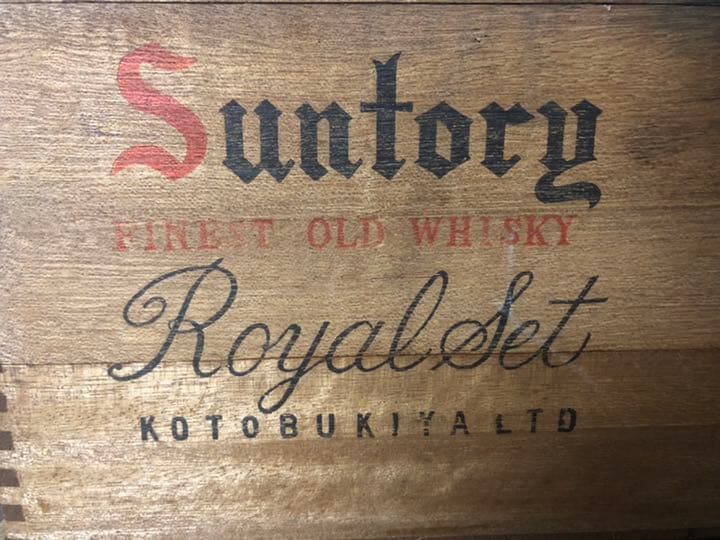 Suntory
FINEST OLD WHISKY
Royal Set
KOTOBUKIYA LTD